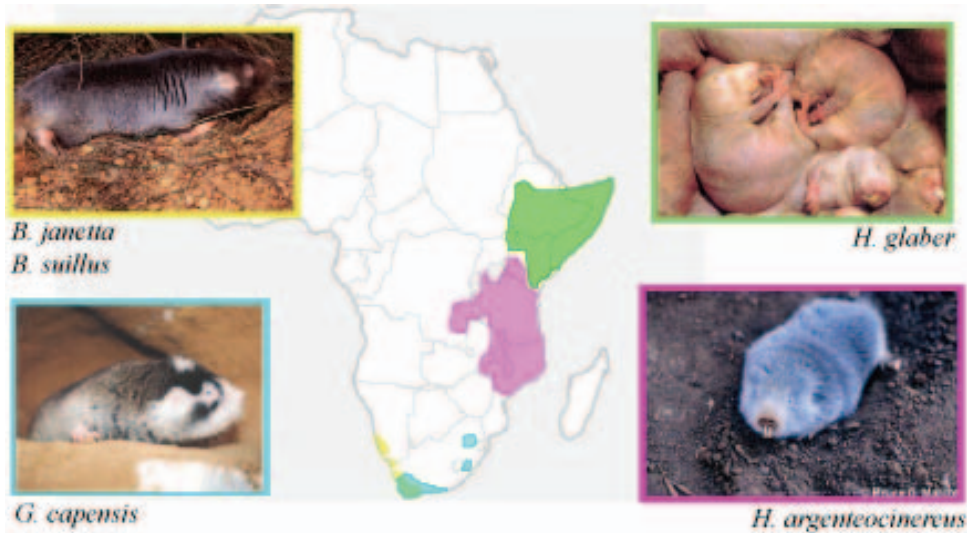 B. janetta
B. suillus
H. glaber
G. capensis
H. argenteocinereus